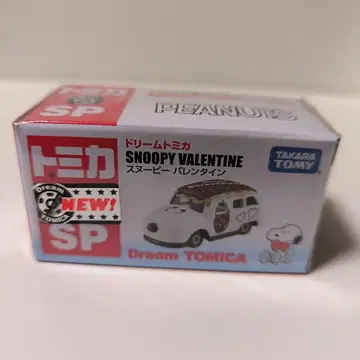 トミカ
SP
PEANUTS
トミカ
SP
ドリームトミカ
SNOOPY VALENTINE
スヌーピー バレンタイン
TAKARA TOMY
Dream
NEW!
TOMICA
Dream TOMICA